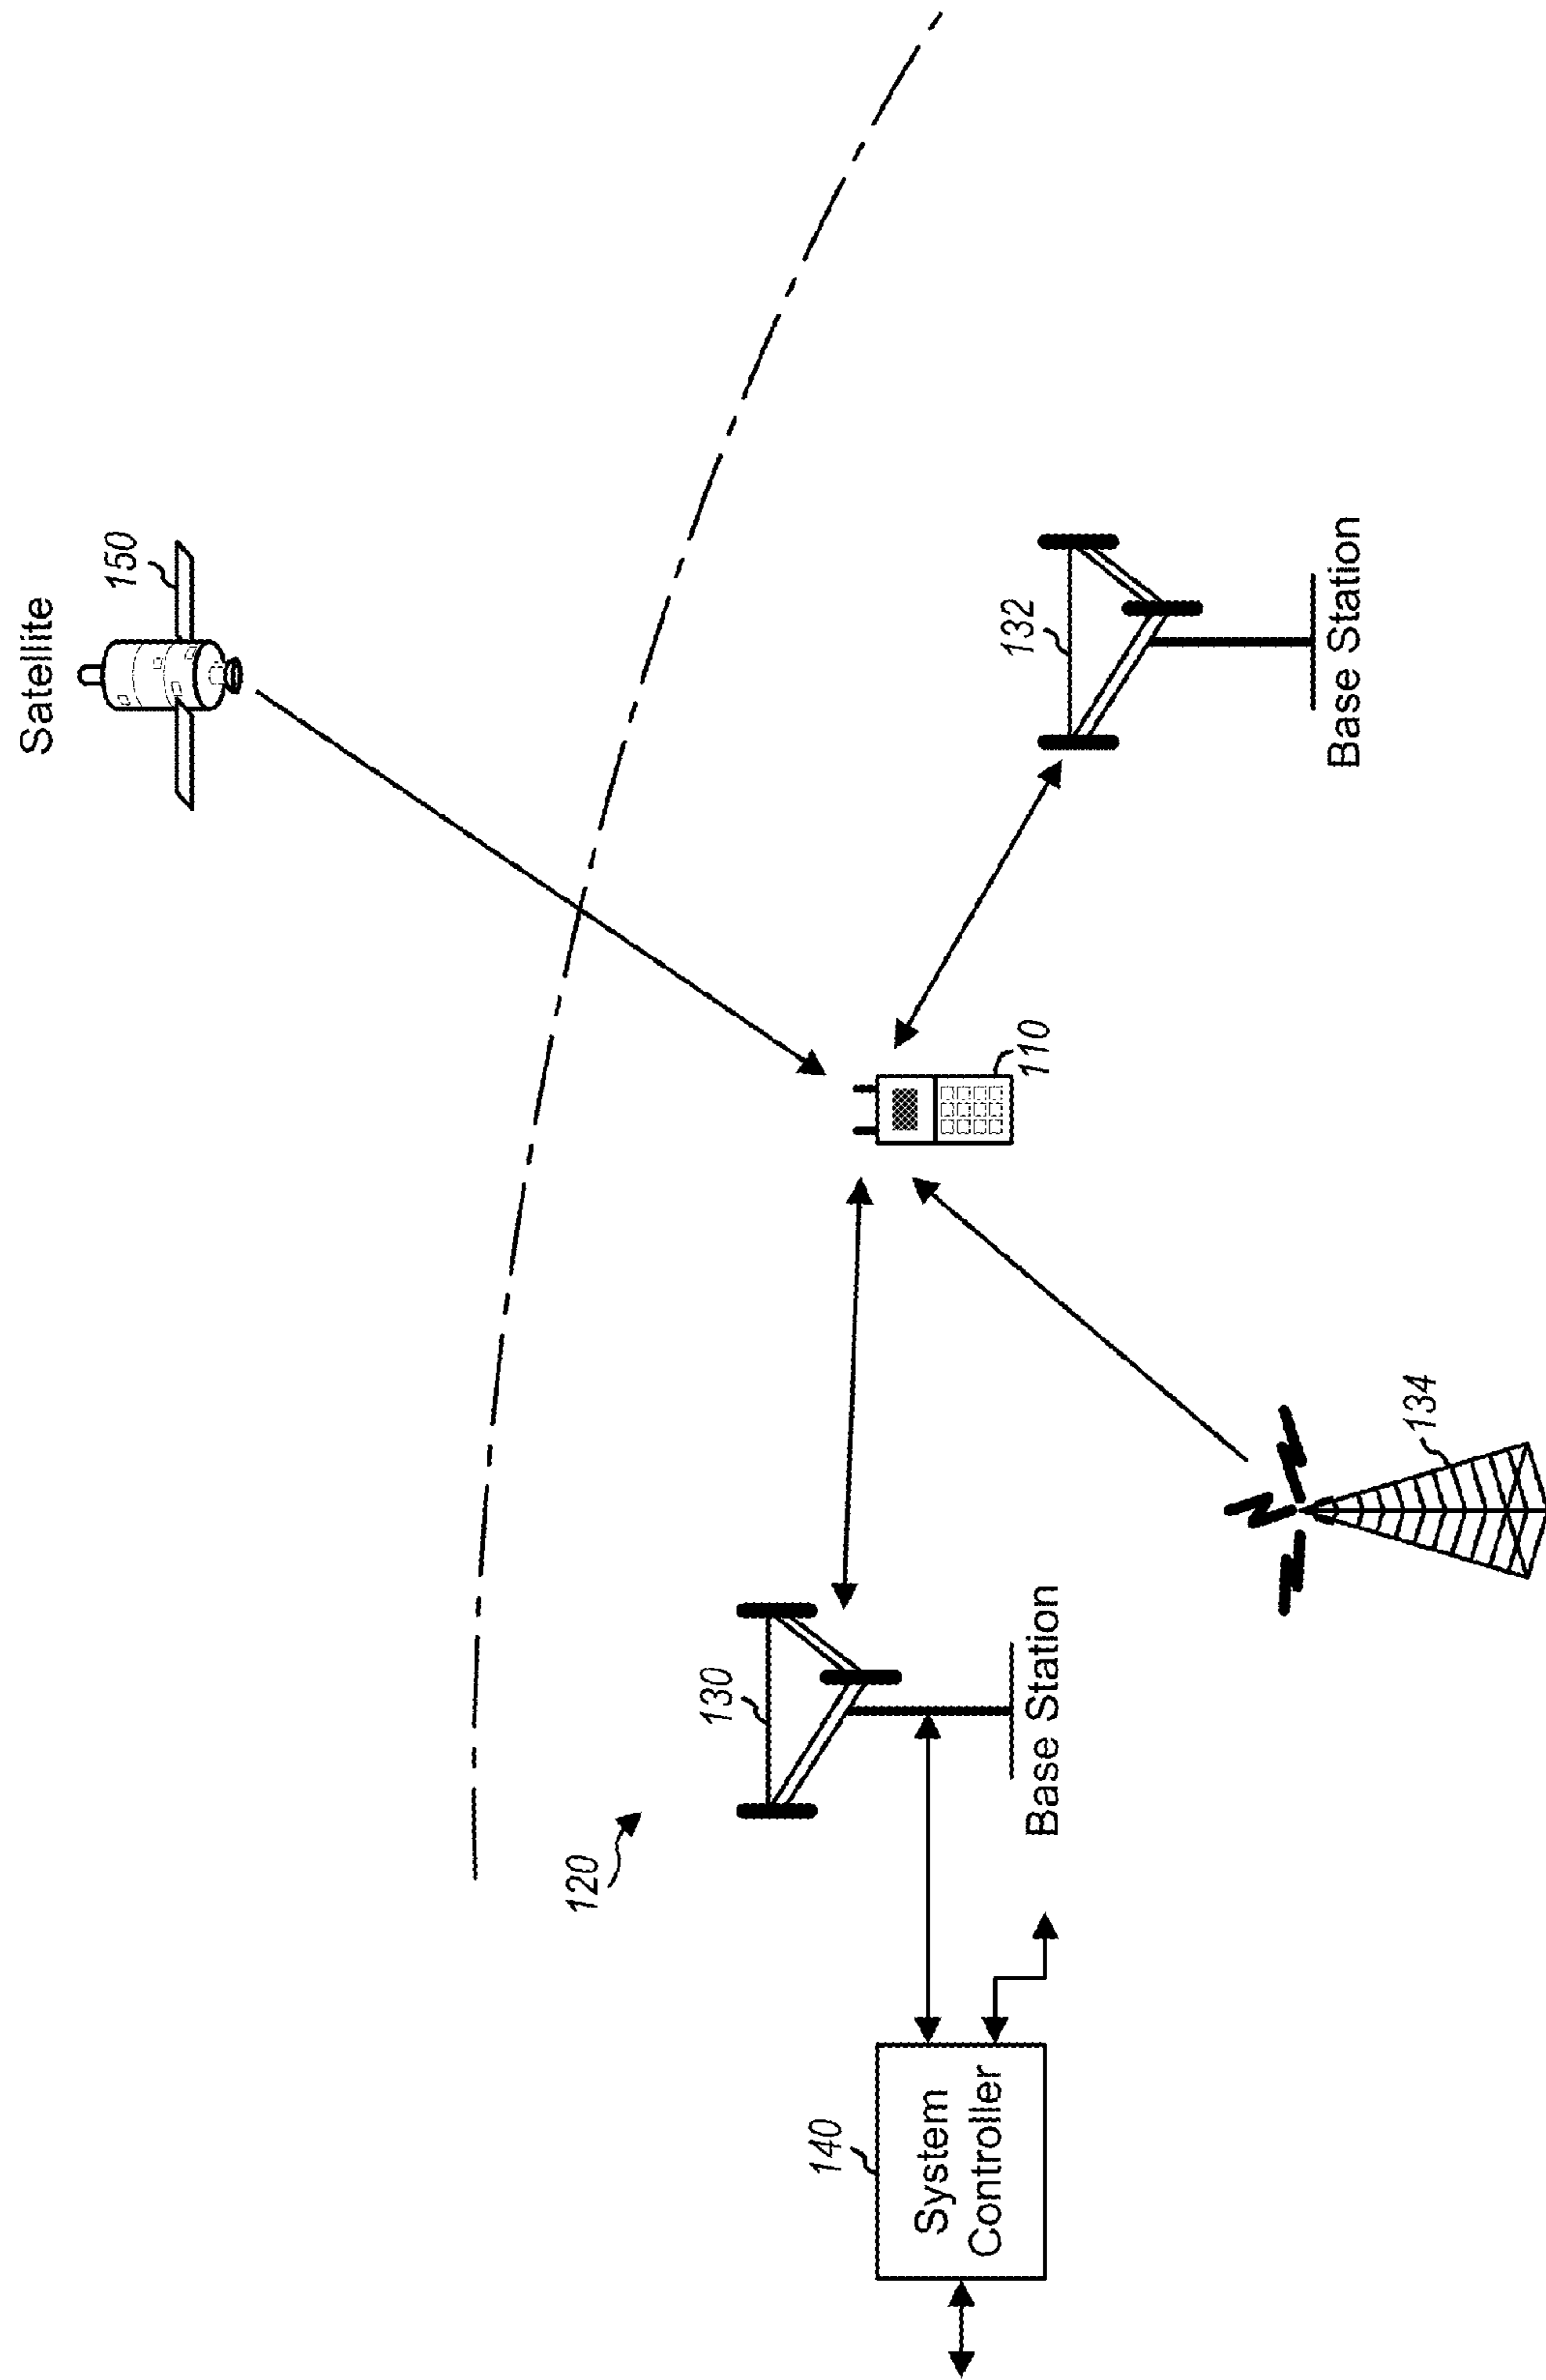 Satellite
150
120
130
132
140
System
Controller
110
Base Station
Base Station
134